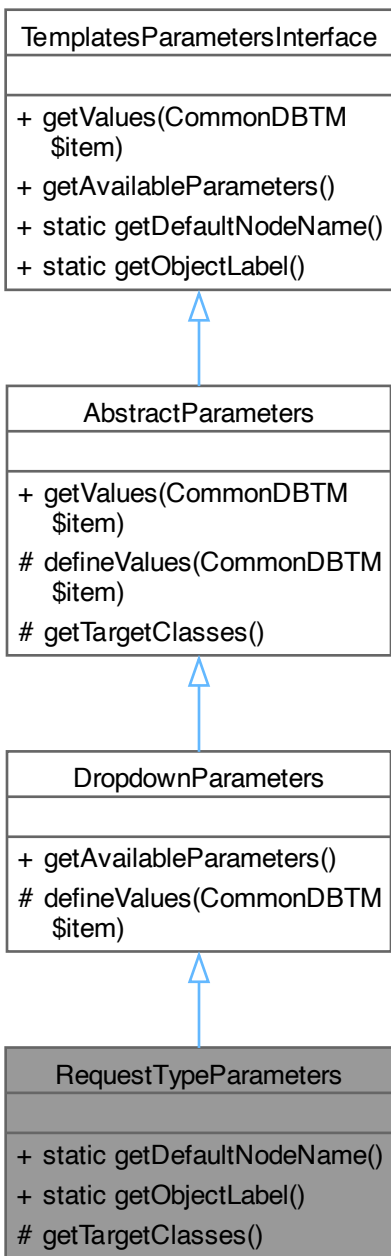 TemplatesParametersInterface
+ getValues(CommonDBTM
$item)
+ getAvailableParameters()
+ static getDefaultNodeName()
+ static getObjectLabel()
AbstractParameters
+ getValues(CommonDBTM
$item)
# defineValues(CommonDBTM
$item)
# getTargetClasses()
DropdownParameters
+ getAvailableParameters()
# defineValues(CommonDBTM
$item)
RequestTypeParameters
+ static getDefaultNodeName()
+ static getObjectLabel()
# getTargetClasses()